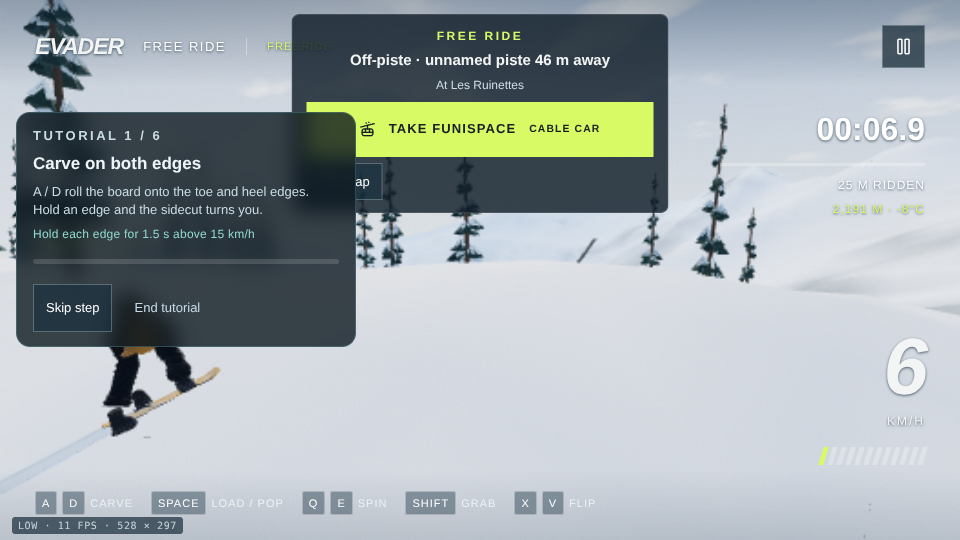 EVADER
FREE RIDE
FREE RIDE
Off-piste · unnamed piste 46 m away
At Les Ruinettes
TAKE FUNISPACE CABLE CAR
TUTORIAL 1 / 6
Carve on both edges
A / D roll the board onto the toe and heel edges.
Hold an edge and the sidecut turns you.
Hold each edge for 1.5 s above 15 km/h
Skip step
End tutorial
00:06.9
25 M RIDDEN
2,191 M · -8°C
6
KM/H
A D CARVE SPACE LOAD / POP Q E SPIN SHIFT GRAB X V FLIP
LOW · 11 FPS · 528 × 297